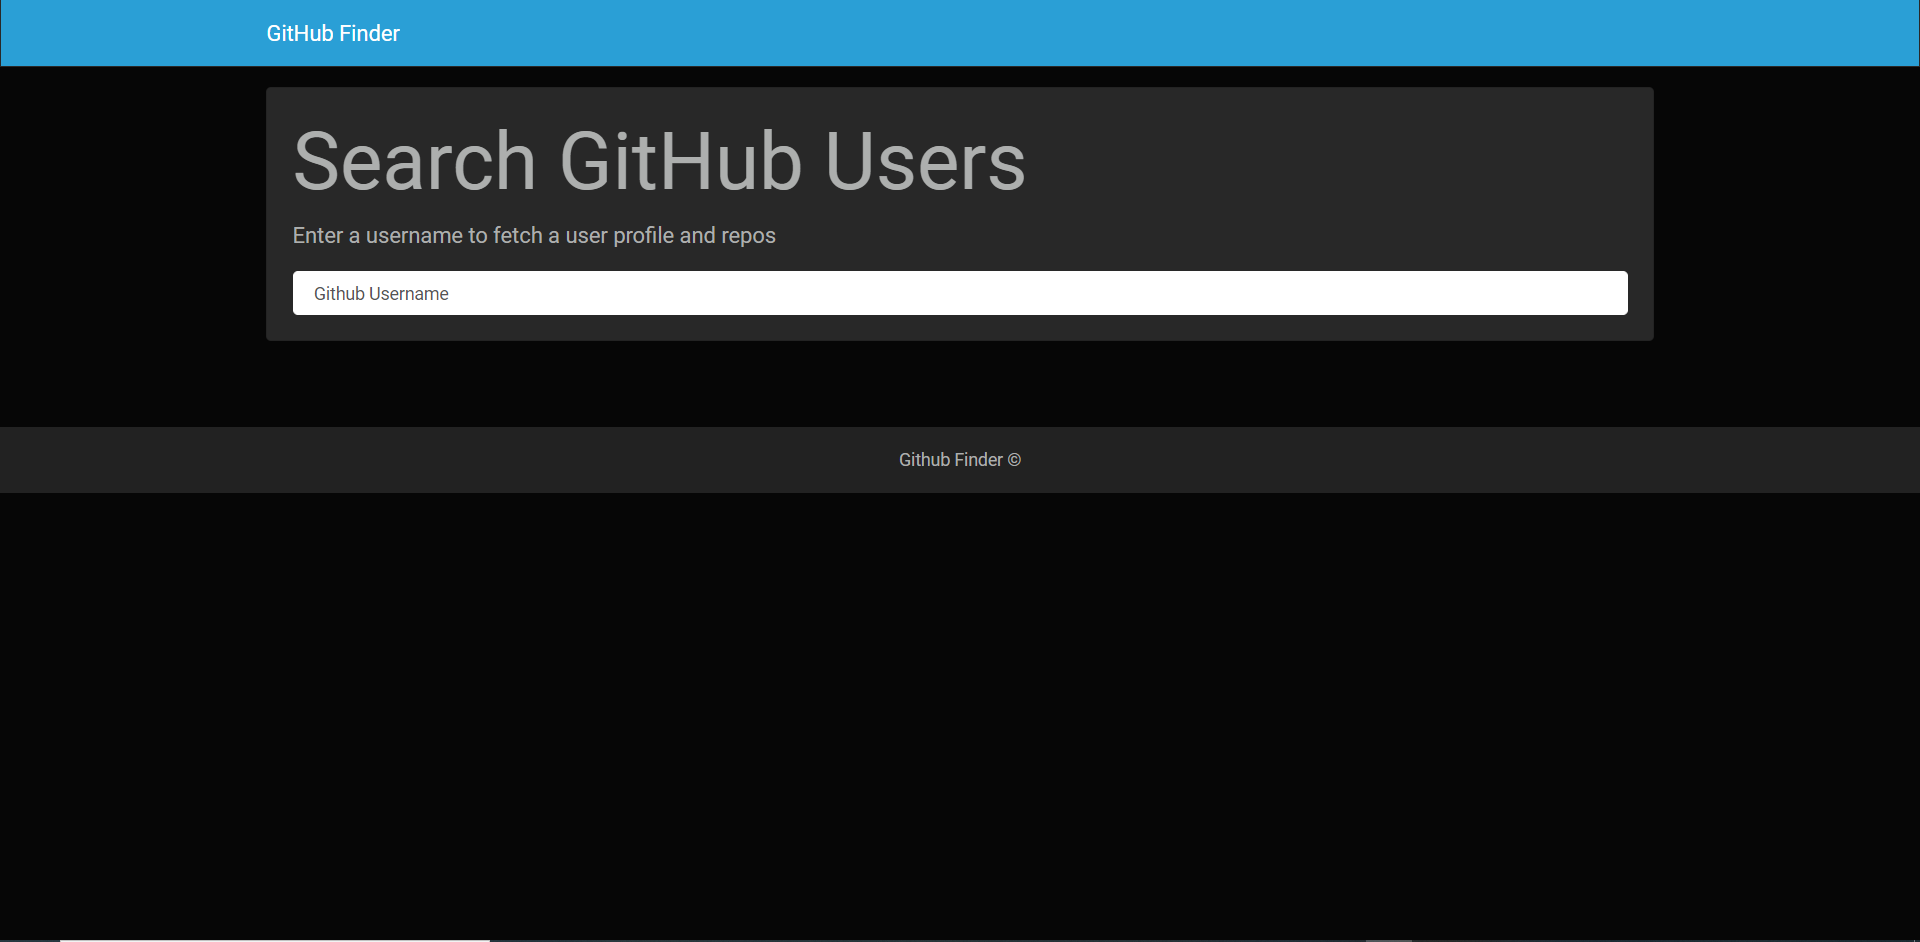 GitHub Finder
Search GitHub Users
Enter a username to fetch a user profile and repos
Github Username
Github Finder ©